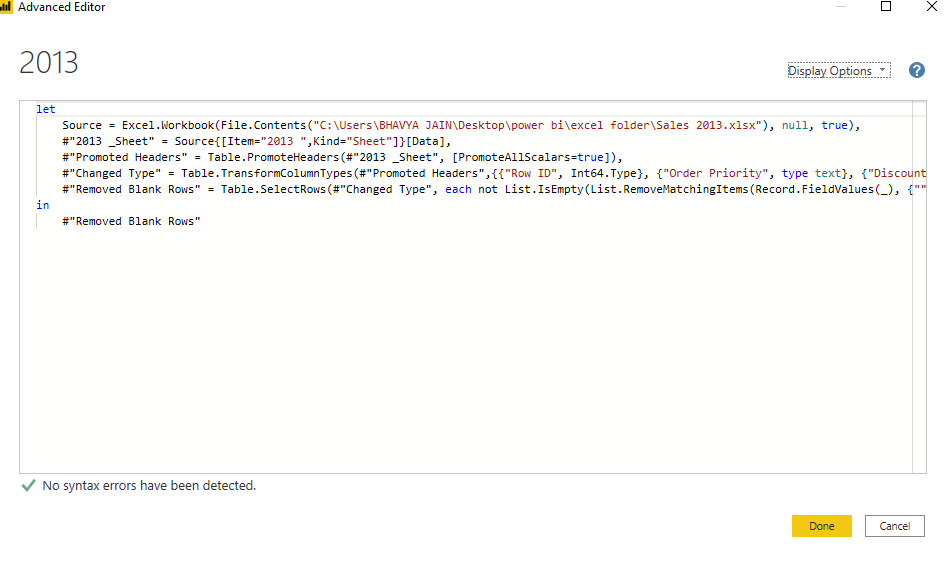 Advanced Editor
2013
Display Options
?
let
Source = Excel.Workbook(File.Contents("C:\Users\BHAVYA JAIN\Desktop\power bi\excel folder\Sales 2013.xlsx"), null, true),
#"2013 _Sheet" = Source{[Item="2013 ",Kind="Sheet"]}[Data],
#"Promoted Headers" = Table.PromoteHeaders(#"2013 _Sheet", [PromoteAllScalars=true]),
#"Changed Type" = Table.TransformColumnTypes(#"Promoted Headers",{{"Row ID", Int64.Type}, {"Order Priority", type text}, {"Discount
#"Removed Blank Rows" = Table.SelectRows(#"Changed Type", each not List.IsEmpty(List.RemoveMatchingItems(Record.FieldValues(_), {""
in
#"Removed Blank Rows"
No syntax errors have been detected.
Done
Cancel